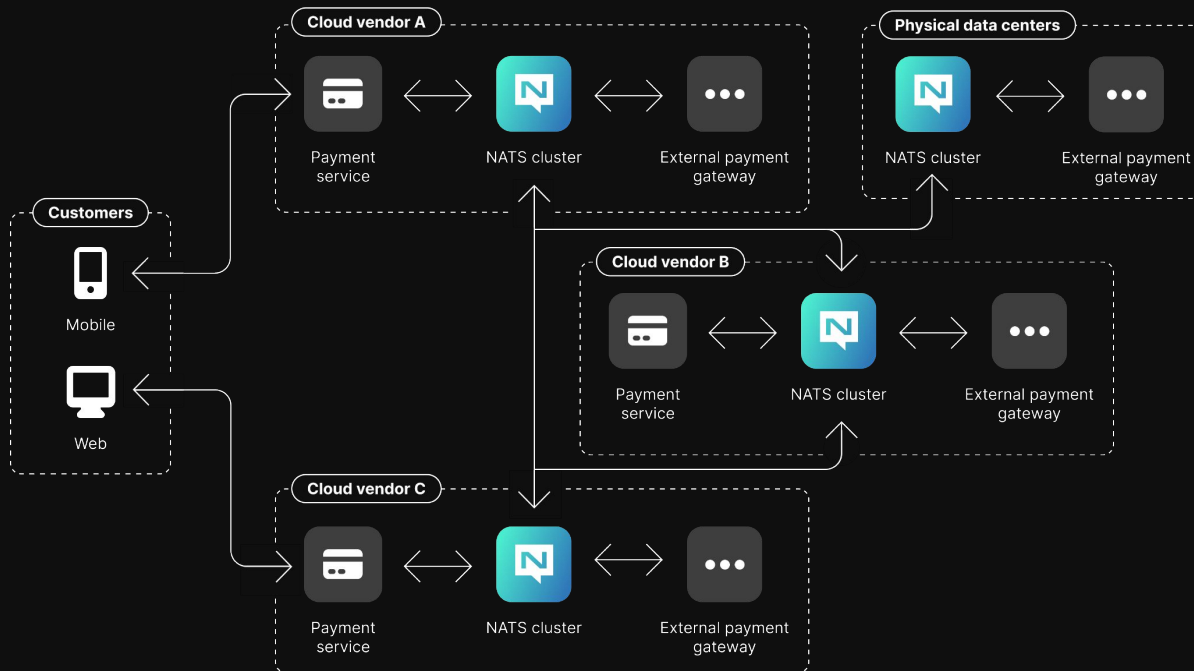 Cloud vendor A
Payment
service
NATS cluster
External payment
gateway
Physical data centers
NATS cluster
External payment
gateway
Customers
Mobile
Web
Cloud vendor B
Payment
service
NATS cluster
External payment
gateway
Cloud vendor C
Payment
service
NATS cluster
External payment
gateway